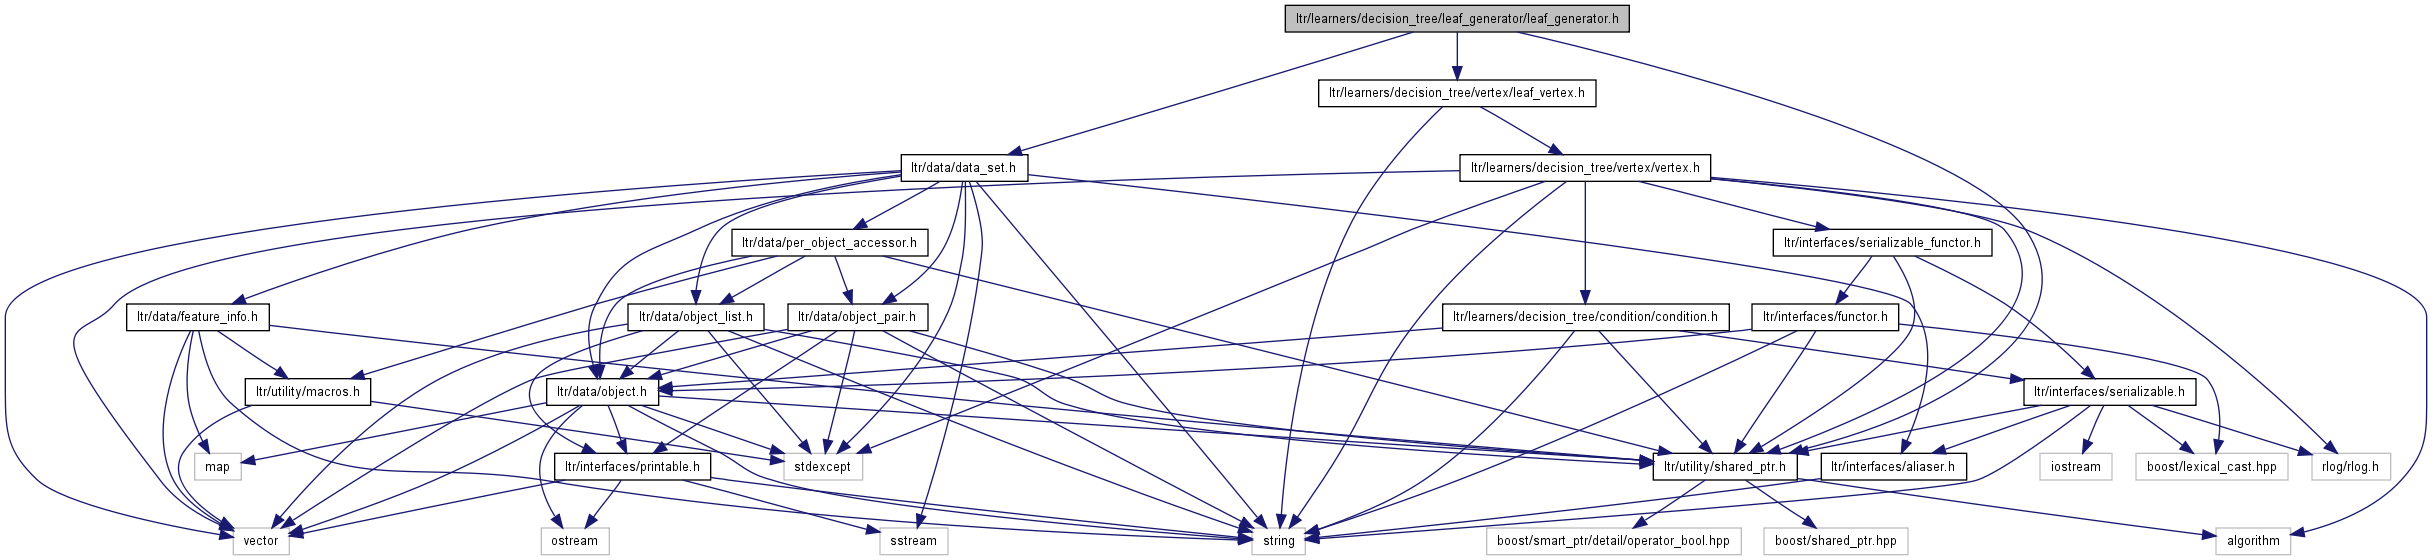 ltr/learners/decision_tree/leaf_generator/leaf_generator.h
ltr/learners/decision_tree/vertex/leaf_vertex.h
ltr/data/data_set.h
ltr/learners/decision_tree/vertex/vertex.h
ltr/data/per_object_accessor.h
ltr/interfaces/serializable_functor.h
ltr/data/feature_info.h
ltr/data/object_list.h
ltr/data/object_pair.h
ltr/learners/decision_tree/condition/condition.h
ltr/interfaces/functor.h
ltr/utility/macros.h
ltr/data/object.h
ltr/interfaces/serializable.h
map
ltr/interfaces/printable.h
stdexcept
ltr/utility/shared_ptr.h
ltr/interfaces/aliaser.h
iostream
boost/lexical_cast.hpp
rlog/rlog.h
vector
ostream
sstream
string
boost/smart_ptr/detail/operator_bool.hpp
boost/shared_ptr.hpp
algorithm